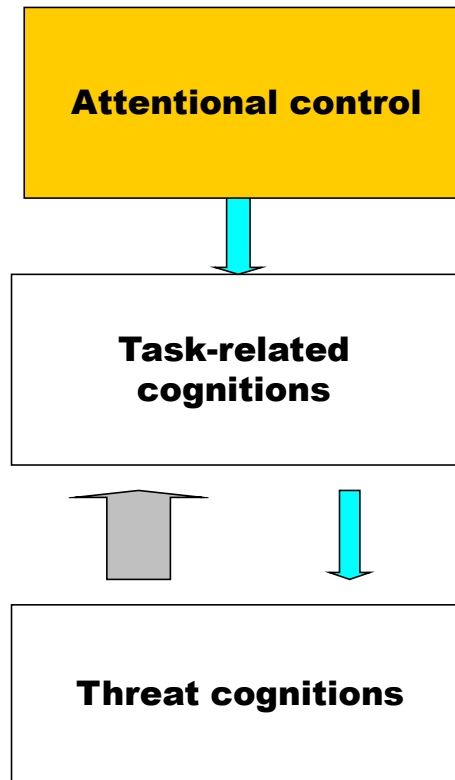 Attentional control
Task-related
cognitions
Threat cognitions